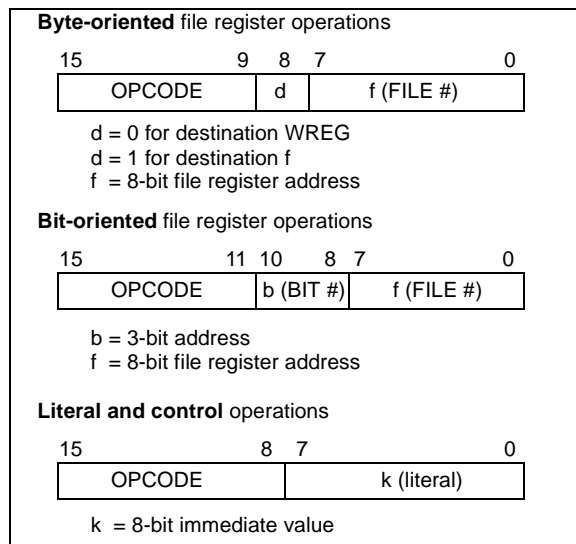 Byte-oriented file register operations
15 9 8 7 0
OPCODE d f (FILE #)
d = 0 for destination WREG
d = 1 for destination f
f = 8-bit file register address
Bit-oriented file register operations
15 11 10 8 7 0
OPCODE b (BIT #) f (FILE #)
b = 3-bit address
f = 8-bit file register address
Literal and control operations
15 8 7 0
OPCODE k (literal)
k = 8-bit immediate value